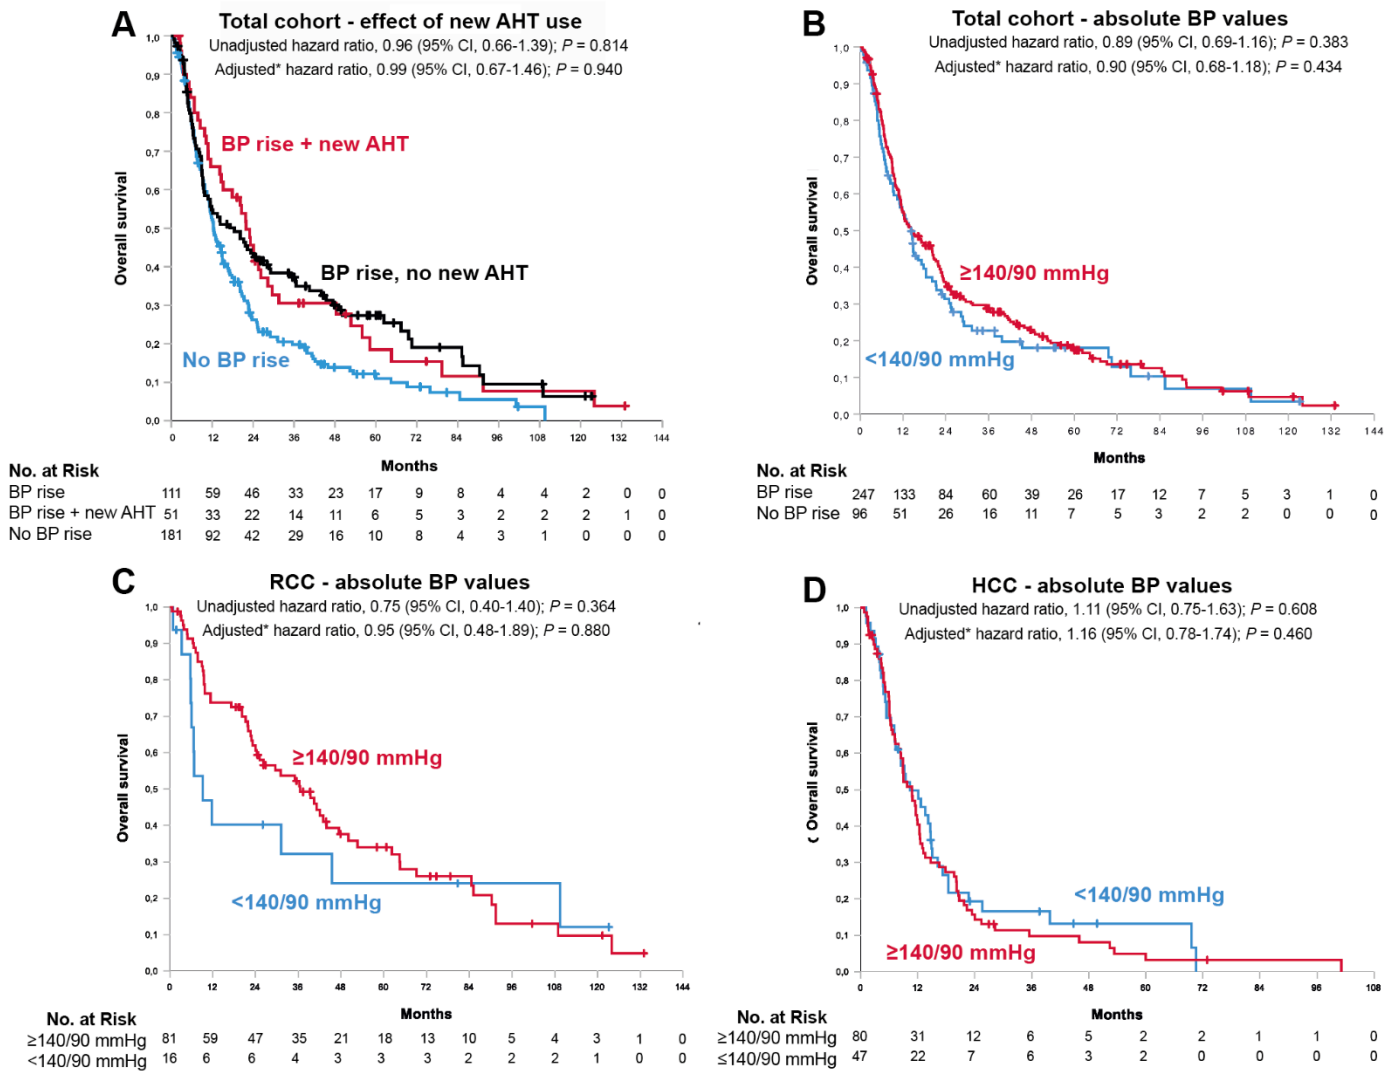 A
Total cohort - effect of new AHT use
Unadjusted hazard ratio, 0.96 (95% CI, 0.66-1.39); P = 0.814
Adjusted* hazard ratio, 0.99 (95% CI, 0.67-1.46); P = 0.940
1,0
0,9
0,8
0,7
0,6
0,5
0,4
0,3
0,2
0,1
0,0
Overall survival
BP rise + new AHT
BP rise, no new AHT
No BP rise
0 12 24 36 48 60 72 84 96 108 120 132 144
Months
No. at Risk
BP rise 111 59 46 33 23 17 9 8 4 4 2 0 0
BP rise + new AHT 51 33 22 14 11 6 5 3 2 2 2 1 0
No BP rise 181 92 42 29 16 10 8 4 3 1 0 0 0
B
Total cohort - absolute BP values
Unadjusted hazard ratio, 0.89 (95% CI, 0.69-1.16); P = 0.383
Adjusted* hazard ratio, 0.90 (95% CI, 0.68-1.18); P = 0.434
1,0
0,9
0,8
0,7
0,6
0,5
0,4
0,3
0,2
0,1
0,0
Overall survival
≥140/90 mmHg
<140/90 mmHg
0 12 24 36 48 60 72 84 96 108 120 132 144
Months
No. at Risk
BP rise 247 133 84 60 39 26 17 12 7 5 3 1 0
No BP rise 96 51 26 16 11 7 5 3 2 2 0 0 0
C
RCC - absolute BP values
Unadjusted hazard ratio, 0.75 (95% CI, 0.40-1.40); P = 0.364
Adjusted* hazard ratio, 0.95 (95% CI, 0.48-1.89); P = 0.880
1,0
0,9
0,8
0,7
0,6
0,5
0,4
0,3
0,2
0,1
0,0
Overall survival
≥140/90 mmHg
<140/90 mmHg
0 12 24 36 48 60 72 84 96 108 120 132 144
Months
No. at Risk
≥140/90 mmHg 81 59 47 35 21 18 13 10 5 4 3 1 0
<140/90 mmHg 16 6 6 4 3 3 3 2 2 2 1 0 0
D
HCC - absolute BP values
Unadjusted hazard ratio, 1.11 (95% CI, 0.75-1.63); P = 0.608
Adjusted* hazard ratio, 1.16 (95% CI, 0.78-1.74); P = 0.460
1,0
0,9
0,8
0,7
0,6
0,5
0,4
0,3
0,2
0,1
0,0
( Overall survival
<140/90 mmHg
≥140/90 mmHg
0 12 24 36 48 60 72 84 96 108
Months
No. at Risk
≥140/90 mmHg 80 31 12 6 5 2 2 1 1 0
≤140/90 mmHg 47 22 7 6 3 2 0 0 0 0